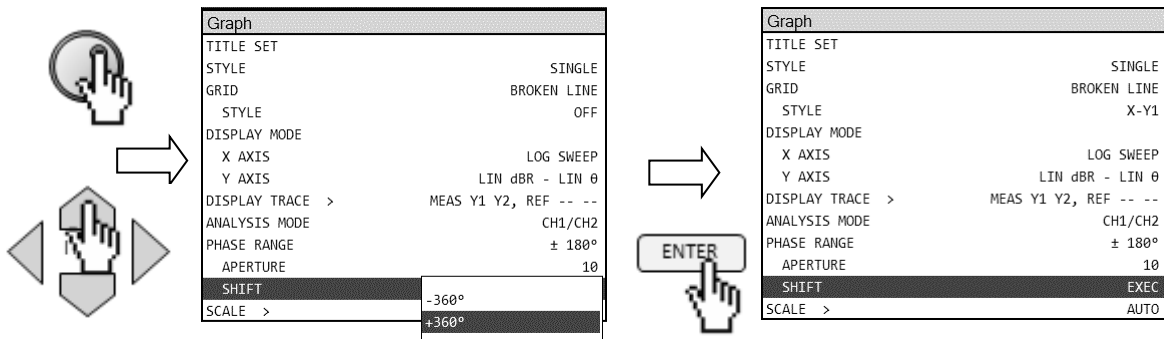 Graph
TITLE SET
STYLE SINGLE
GRID BROKEN LINE
STYLE OFF
DISPLAY MODE
X AXIS LOG SWEEP
Y AXIS LIN dBR - LIN θ
DISPLAY TRACE > MEAS Y1 Y2, REF -- --
ANALYSIS MODE CH1/CH2
PHASE RANGE ± 180°
APERTURE 10
SHIFT
-360°
SCALE >
+360°
ENTER
Graph
TITLE SET
STYLE SINGLE
GRID BROKEN LINE
STYLE X-Y1
DISPLAY MODE
X AXIS LOG SWEEP
Y AXIS LIN dBR - LIN θ
DISPLAY TRACE > MEAS Y1 Y2, REF -- --
ANALYSIS MODE CH1/CH2
PHASE RANGE ± 180°
APERTURE 10
SHIFT EXEC
SCALE > AUTO